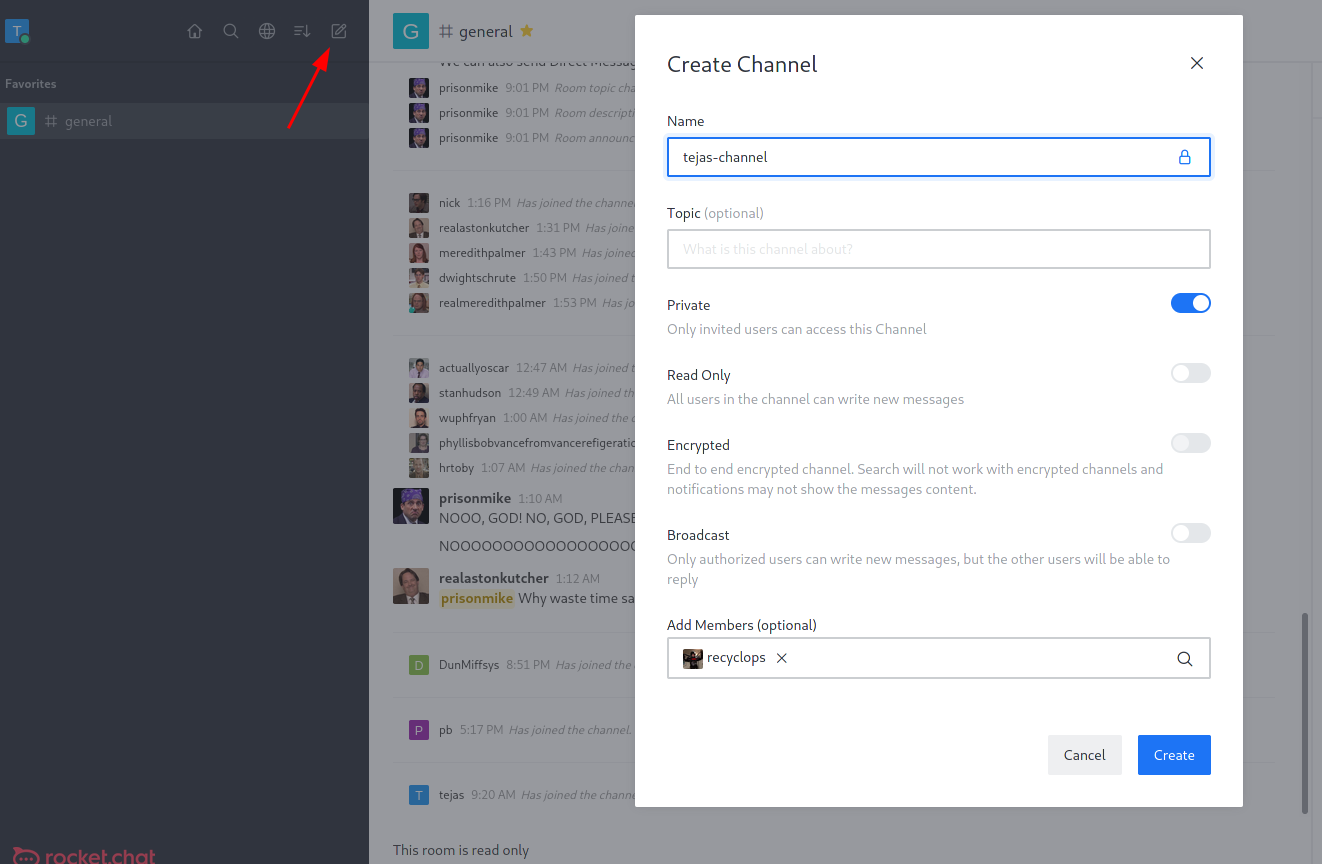 T
Favorites
G
general
G
general
We can also send Direct Messag
prisonmike 9:01 PM Room topic cha
prisonmike 9:01 PM Room descripti
prisonmike 9:01 PM Room announc
nick 1:16 PM Has joined the channel
realastonkutcher 1:31 PM Has joine
meredithpalmer 1:43 PM Has joined
dwightschrute 1:50 PM Has joined t
realmeredithpalmer 1:53 PM Has jo
actuallyoscar 12:47 AM Has joined t
stanhudson 12:49 AM Has joined th
wuphfryan 1:00 AM Has joined the c
phyllisbobvancefromvancerefigeratic
hrtoby 1:07 AM Has joined the chan
prisonmike 1:10 AM
NOOO, GOD! NO, GOD, PLEASE
NOOOOOOOOOOOOOOOOO
realastonkutcher 1:12 AM
prisonmike Why waste time sa
D DunMiffsys 8:51 PM Has joined the
P pb 5:17 PM Has joined the channel.
T tejas 9:20 AM Has joined the channe
This room is read only
rocket.chat
Create Channel
Name
tejas-channel
Topic (optional)
What is this channel about?
Private
Only invited users can access this Channel
Read Only
All users in the channel can write new messages
Encrypted
End to end encrypted channel. Search will not work with encrypted channels and
notifications may not show the messages content.
Broadcast
Only authorized users can write new messages, but the other users will be able to
reply
Add Members (optional)
recyclops
Cancel
Create